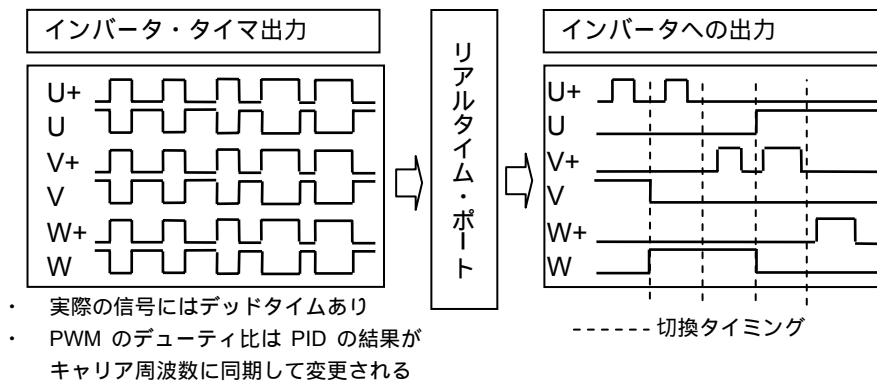 インバータ・タイマ出力
U+
U
V+
V
W+
W
・ 実際の信号にはデッドタイムあり
・ PWM のデューティ比は PID の結果が
キャリア周波数に同期して変更される
リアルタイム・ポート
インバータへの出力
U+
U
V+
V
W+
W
------ 切換タイミング